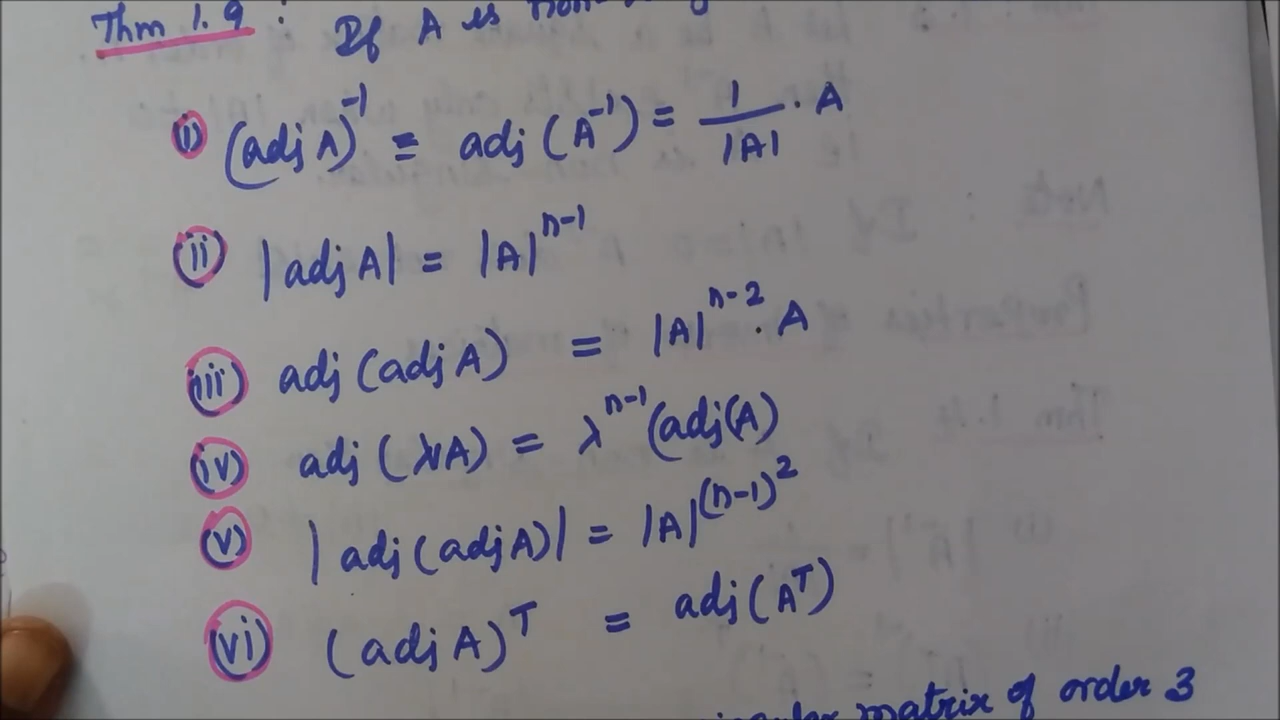 Thm 1.9 : If A is non-
(i) (adj A)^-1 = adj (A^-1) = 1/|A| . A
(ii) |adj A| = |A|^n-1
(iii) adj (adj A) = |A|^n-2 . A
(iv) adj (λA) = λ^n-1 (adj(A)
(v) |adj (adj A)| = |A|^(n-1)^2
(vi) (adj A)^T = adj (A^T)
matrix of order 3